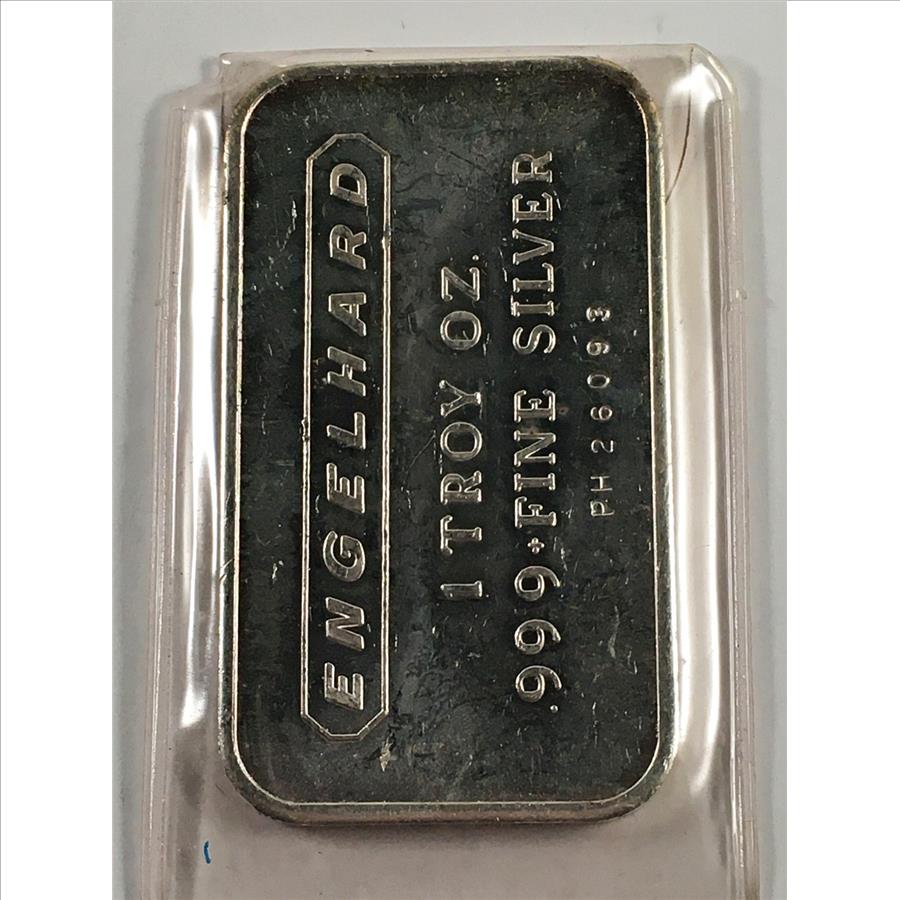 ENGELHARD
1 TROY OZ.
.999+FINE SILVER
PH26093